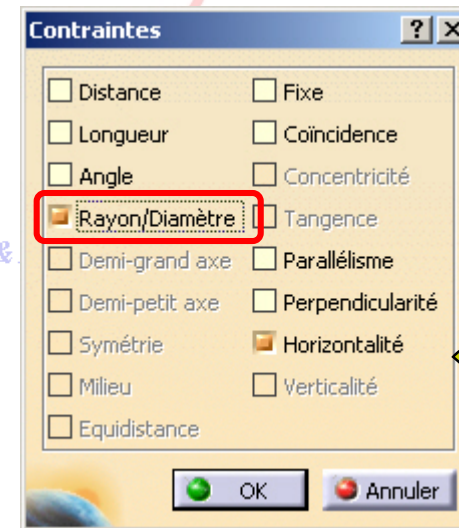 Contraintes
Distance
Fixe
Longueur
Coïncidence
Angle
Concentricité
Rayon/Diamètre
Tangence
Demi-grand axe
Parallélisme
Demi-petit axe
Perpendicularité
Symétrie
Horizontalité
Milieu
Verticalité
Equidistance
OK
Annuler
&